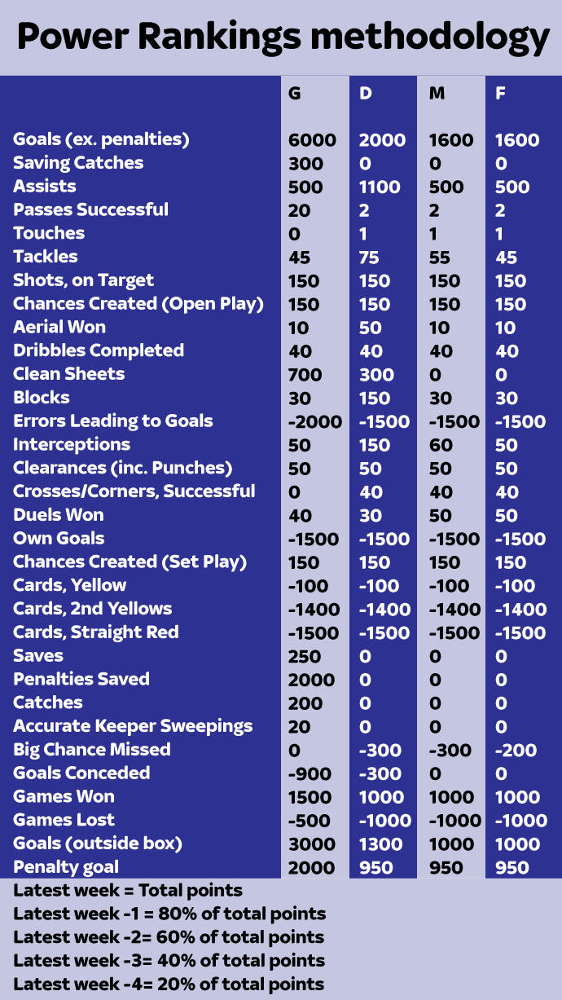 Power Rankings methodology
G D M F
Goals (ex. penalties) 6000 2000 1600 1600
Saving Catches 300 0 0 0
Assists 500 1100 500 500
Passes Successful 20 2 2 2
Touches 0 1 1 1
Tackles 45 75 55 45
Shots, on Target 150 150 150 150
Chances Created (Open Play) 150 150 150 150
Aerial Won 10 50 10 10
Dribbles Completed 40 40 40 40
Clean Sheets 700 300 0 0
Blocks 30 150 30 30
Errors Leading to Goals -2000 -1500 -1500 -1500
Interceptions 50 150 60 50
Clearances (inc. Punches) 50 50 50 50
Crosses/Corners, Successful 0 40 40 40
Duels Won 40 30 50 50
Own Goals -1500 -1500 -1500 -1500
Chances Created (Set Play) 150 150 150 150
Cards, Yellow -100 -100 -100 -100
Cards, 2nd Yellows -1400 -1400 -1400 -1400
Cards, Straight Red -1500 -1500 -1500 -1500
Saves 250 0 0 0
Penalties Saved 2000 0 0 0
Catches 200 0 0 0
Accurate Keeper Sweepings 20 0 0 0
Big Chance Missed 0 -300 -300 -200
Goals Conceded -900 -300 0 0
Games Won 1500 1000 1000 1000
Games Lost -500 -1000 -1000 -1000
Goals (outside box) 3000 1300 1000 1000
Penalty goal 2000 950 950 950
Latest week = Total points
Latest week -1 = 80% of total points
Latest week -2= 60% of total points
Latest week -3= 40% of total points
Latest week -4= 20% of total points